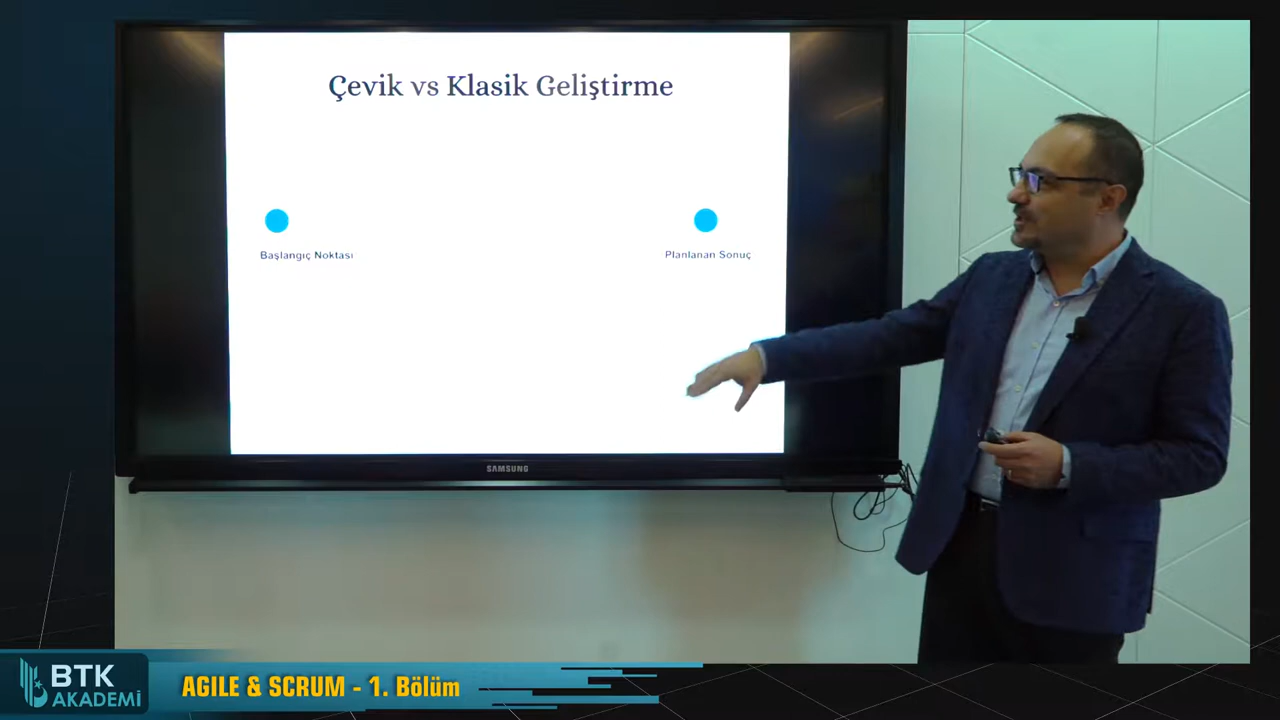 Çevik vs Klasik Geliştirme
Başlangıç Noktası
Planlanan Sonuç
SAMSUNG
BTK
AKADEMİ
AGILE & SCRUM - 1. Bölüm